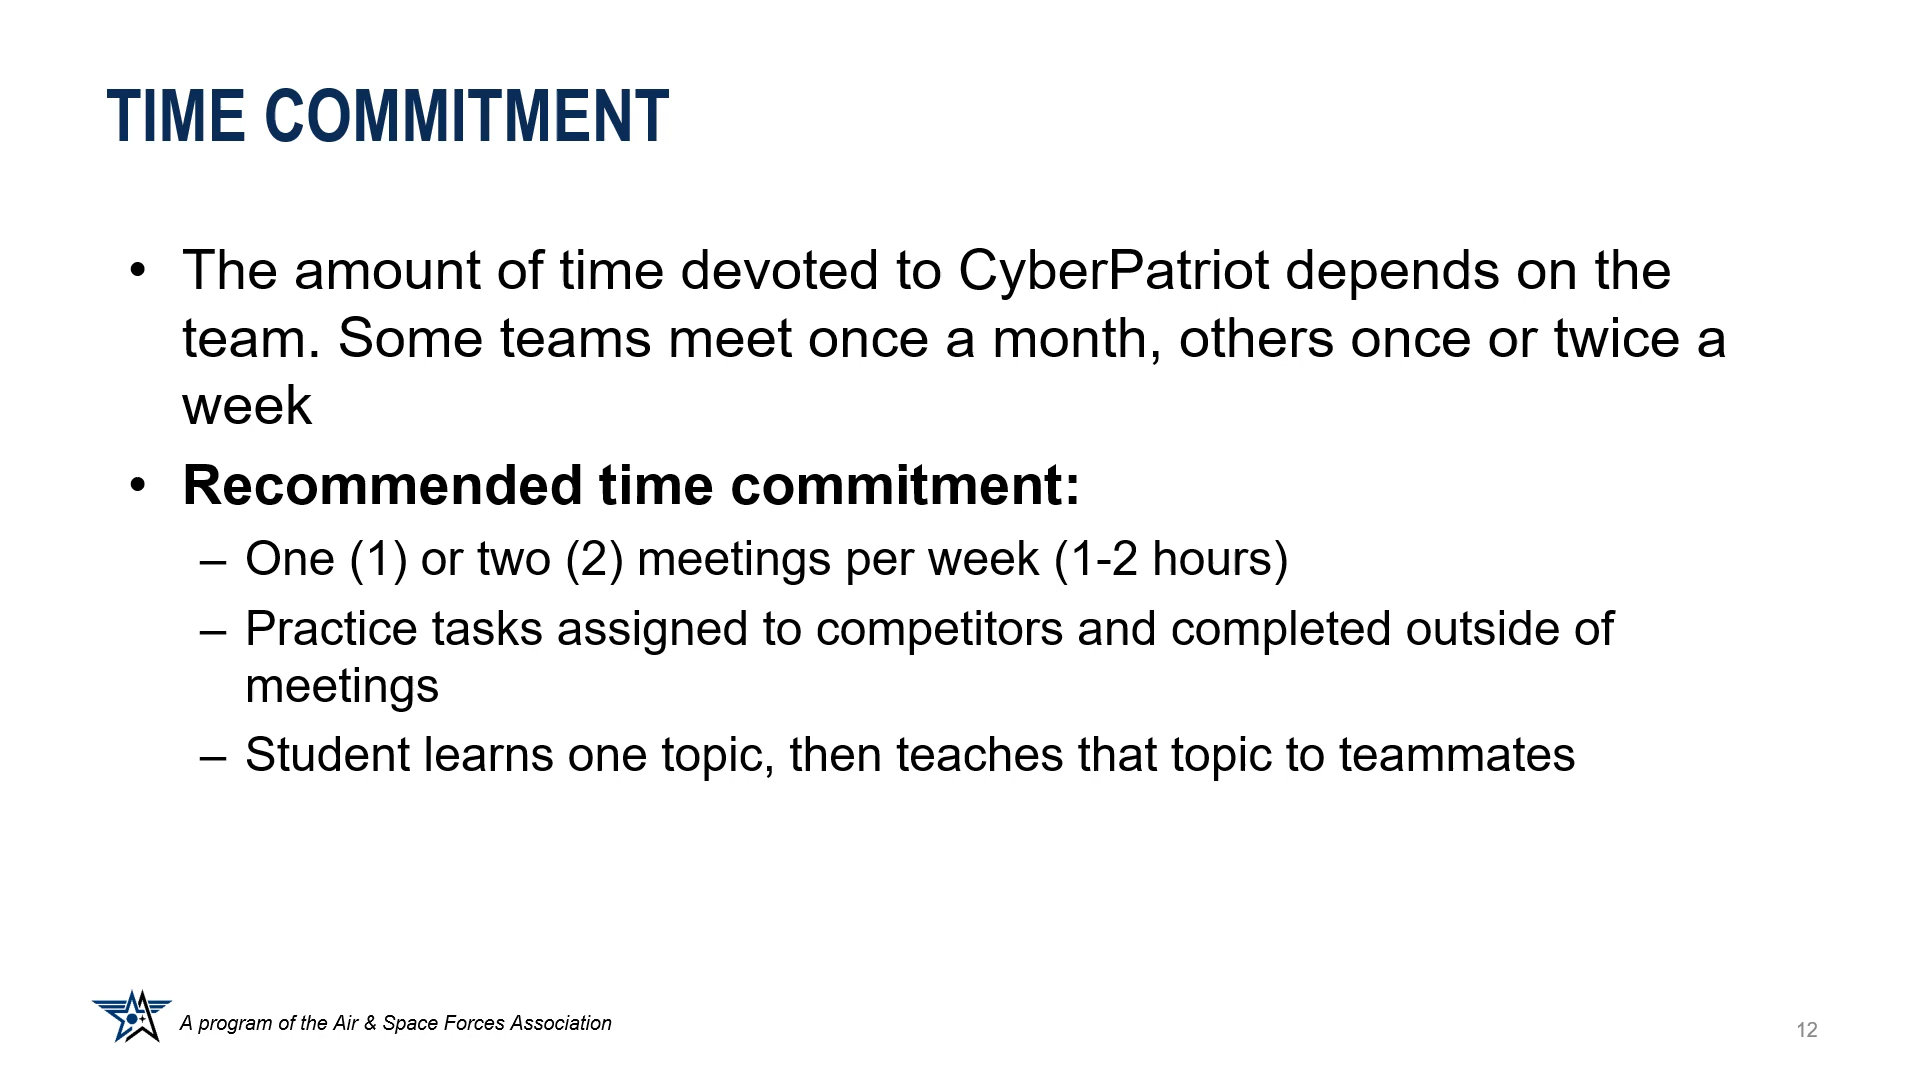 TIME COMMITMENT
• The amount of time devoted to CyberPatriot depends on the
team. Some teams meet once a month, others once or twice a
week
• Recommended time commitment:
– One (1) or two (2) meetings per week (1-2 hours)
– Practice tasks assigned to competitors and completed outside of
meetings
– Student learns one topic, then teaches that topic to teammates
A program of the Air & Space Forces Association
12